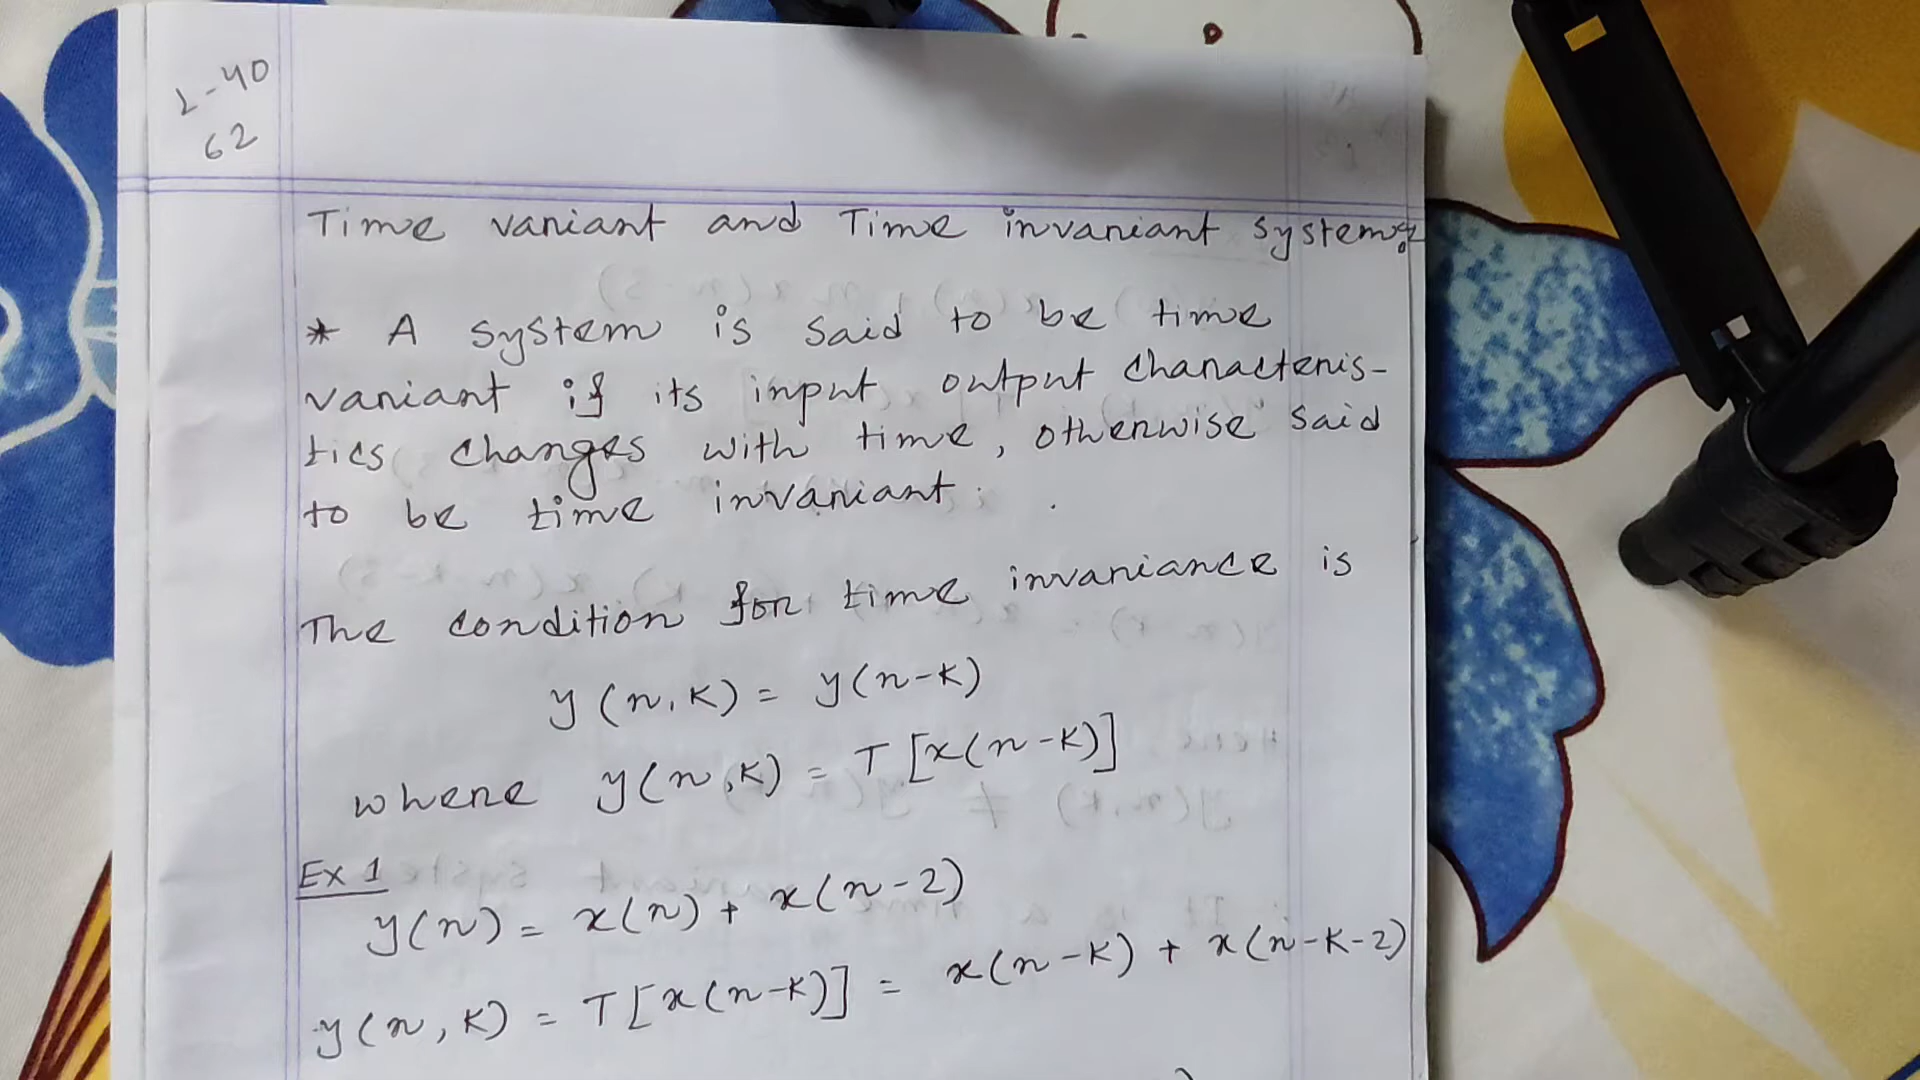 L-40
62
Time variant and Time invariant systems
* A system is said to be time
variant if its input output characteris-
tics changes with time, otherwise said
to be time invariant.
The condition for time invariance is
y(n,k) = y(n-k)
where y(n,k) = T[x(n-k)]
Ex 1
y(n) = x(n) + x(n-2)
y(n,k) = T[x(n-k)] = x(n-k) + x(n-k-2)